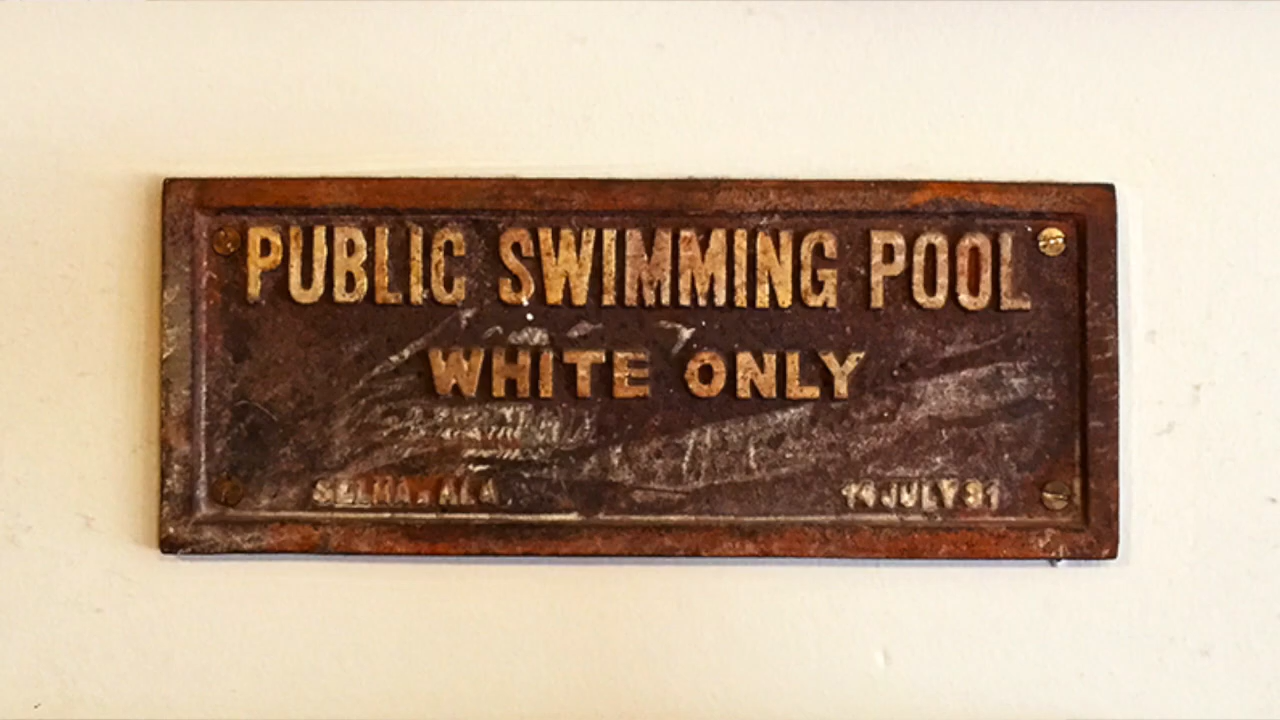 PUBLIC SWIMMING POOL
WHITE ONLY
SELMA, ALA
14 JULY 31